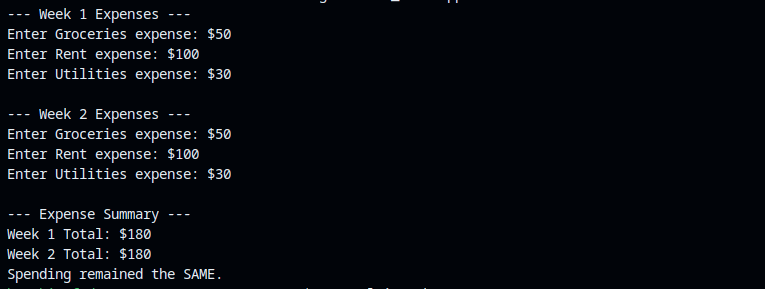 --- Week 1 Expenses ---
Enter Groceries expense: $50
Enter Rent expense: $100
Enter Utilities expense: $30
--- Week 2 Expenses ---
Enter Groceries expense: $50
Enter Rent expense: $100
Enter Utilities expense: $30
--- Expense Summary ---
Week 1 Total: $180
Week 2 Total: $180
Spending remained the SAME.